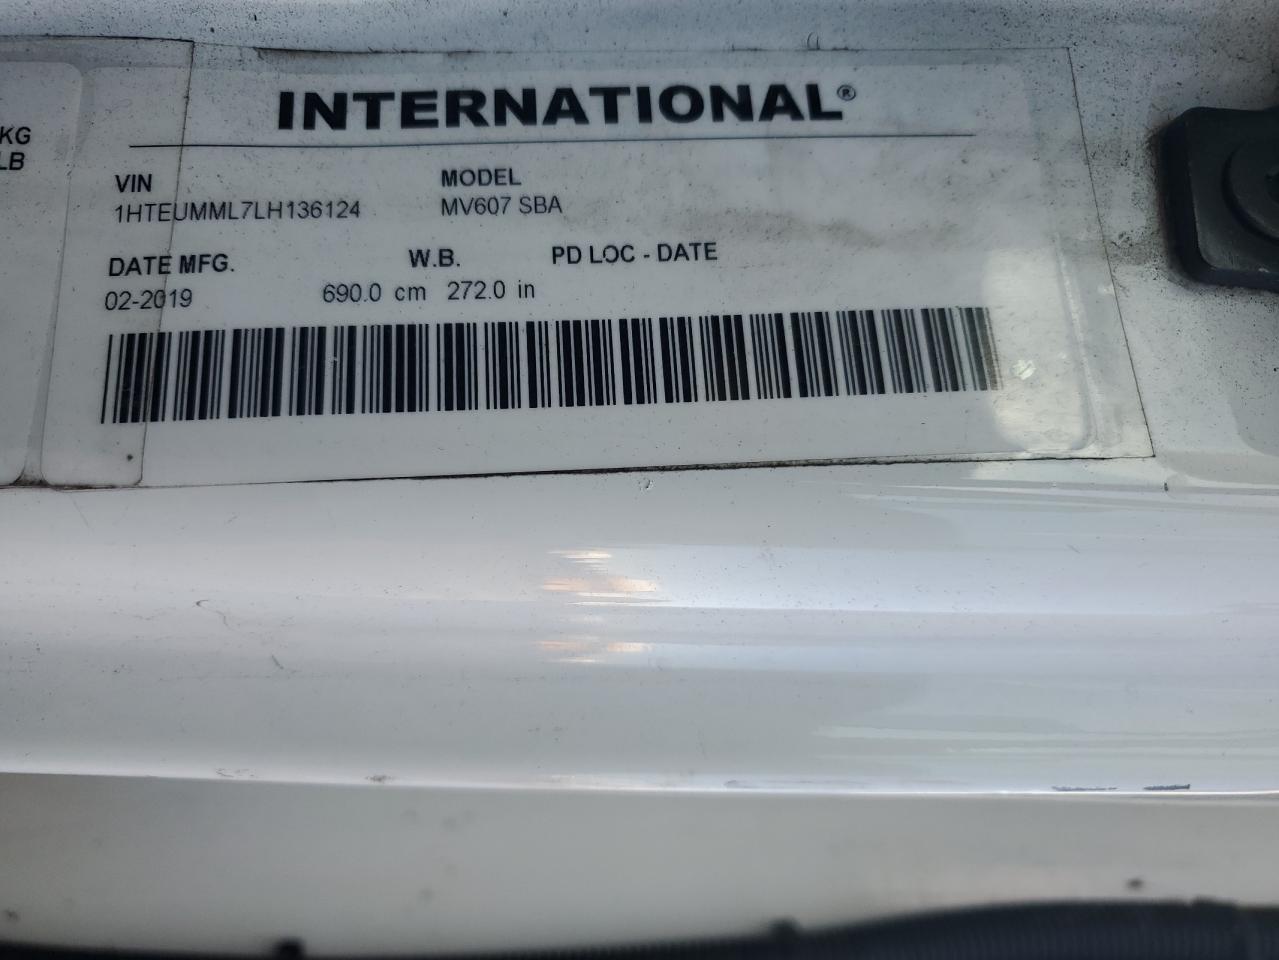 KG
LB
INTERNATIONAL®
VIN MODEL
1HTEUMML7LH136124 MV607 SBA
DATE MFG. W.B. PD LOC - DATE
02-2019 690.0 cm 272.0 in